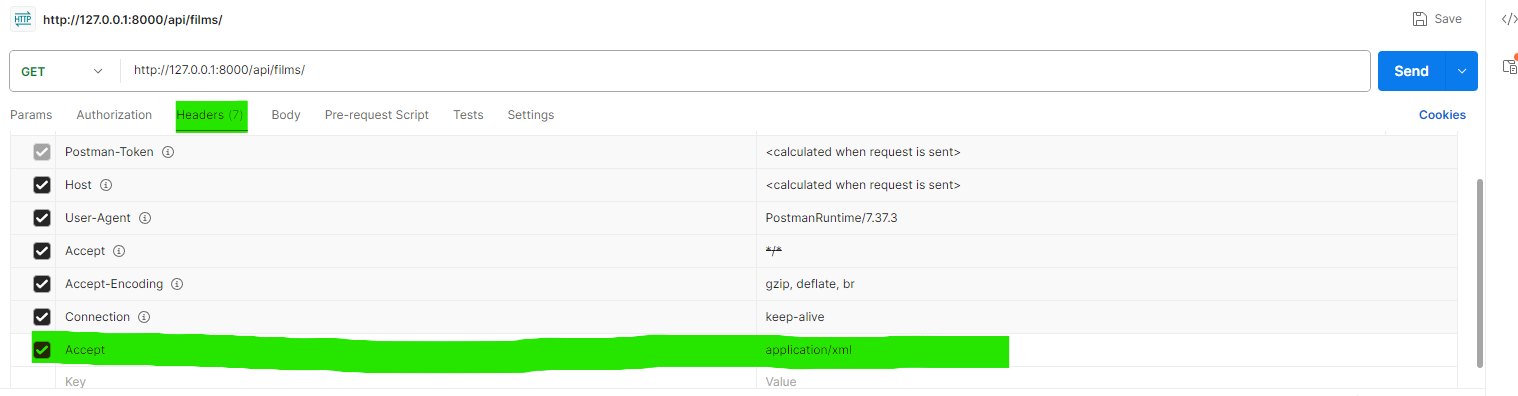 HTTP http://127.0.0.1:8000/api/films/ Save </>
GET http://127.0.0.1:8000/api/films/ Send
Params Authorization Headers (7) Body Pre-request Script Tests Settings Cookies
Postman-Token <calculated when request is sent>
Host <calculated when request is sent>
User-Agent PostmanRuntime/7.37.3
Accept */*
Accept-Encoding gzip, deflate, br
Connection keep-alive
Accept application/xml
Key Value